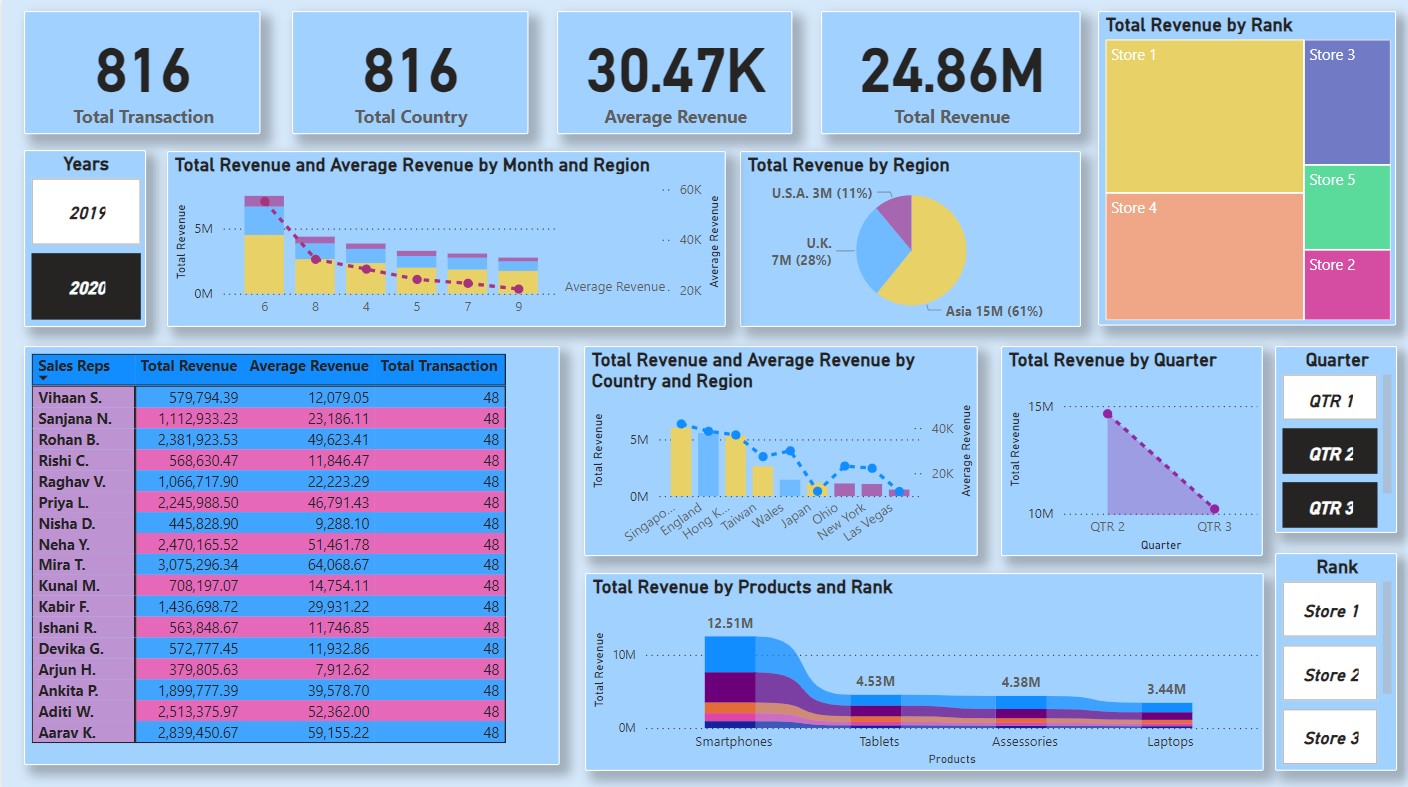 816
Total Transaction
816
Total Country
30.47K
Average Revenue
24.86M
Total Revenue
Total Revenue by Rank
Store 1
Store 3
Store 5
Store 4
Store 2
Years
2019
2020
Total Revenue and Average Revenue by Month and Region
Total Revenue
5M
0M
6 8 4 5 7 9
Average Revenue.
60K
40K
20K
Average Revenue
Total Revenue by Region
U.S.A. 3M (11%)
U.K.
7M (28%)
Asia 15M (61%)
Sales Reps Total Revenue Average Revenue Total Transaction
Vihaan S. 579,794.39 12,079.05 48
Sanjana N. 1,112,933.23 23,186.11 48
Rohan B. 2,381,923.53 49,623.41 48
Rishi C. 568,630.47 11,846.47 48
Raghav V. 1,066,717.90 22,223.29 48
Priya L. 2,245,988.50 46,791.43 48
Nisha D. 445,828.90 9,288.10 48
Neha Y. 2,470,165.52 51,461.78 48
Mira T. 3,075,296.34 64,068.67 48
Kunal M. 708,197.07 14,754.11 48
Kabir F. 1,436,698.72 29,931.22 48
Ishani R. 563,848.67 11,746.85 48
Devika G. 572,777.45 11,932.86 48
Arjun H. 379,805.63 7,912.62 48
Ankita P. 1,899,777.39 39,578.70 48
Aditi W. 2,513,375.97 52,362.00 48
Aarav K. 2,839,450.67 59,155.22 48
Total Revenue and Average Revenue by
Country and Region
Total Revenue
5M
0M
Singapo... England Hong K... Taiwan Wales Japan Ohio New York Las Vegas
40K
20K
Average Revenue
Total Revenue by Quarter
Total Revenue
15M
10M
QTR 2 QTR 3
Quarter
Quarter
QTR 1
QTR 2
QTR 3
Total Revenue by Products and Rank
Total Revenue
10M
0M
12.51M
4.53M
4.38M
3.44M
Smartphones Tablets Assessories Laptops
Products
Rank
Store 1
Store 2
Store 3